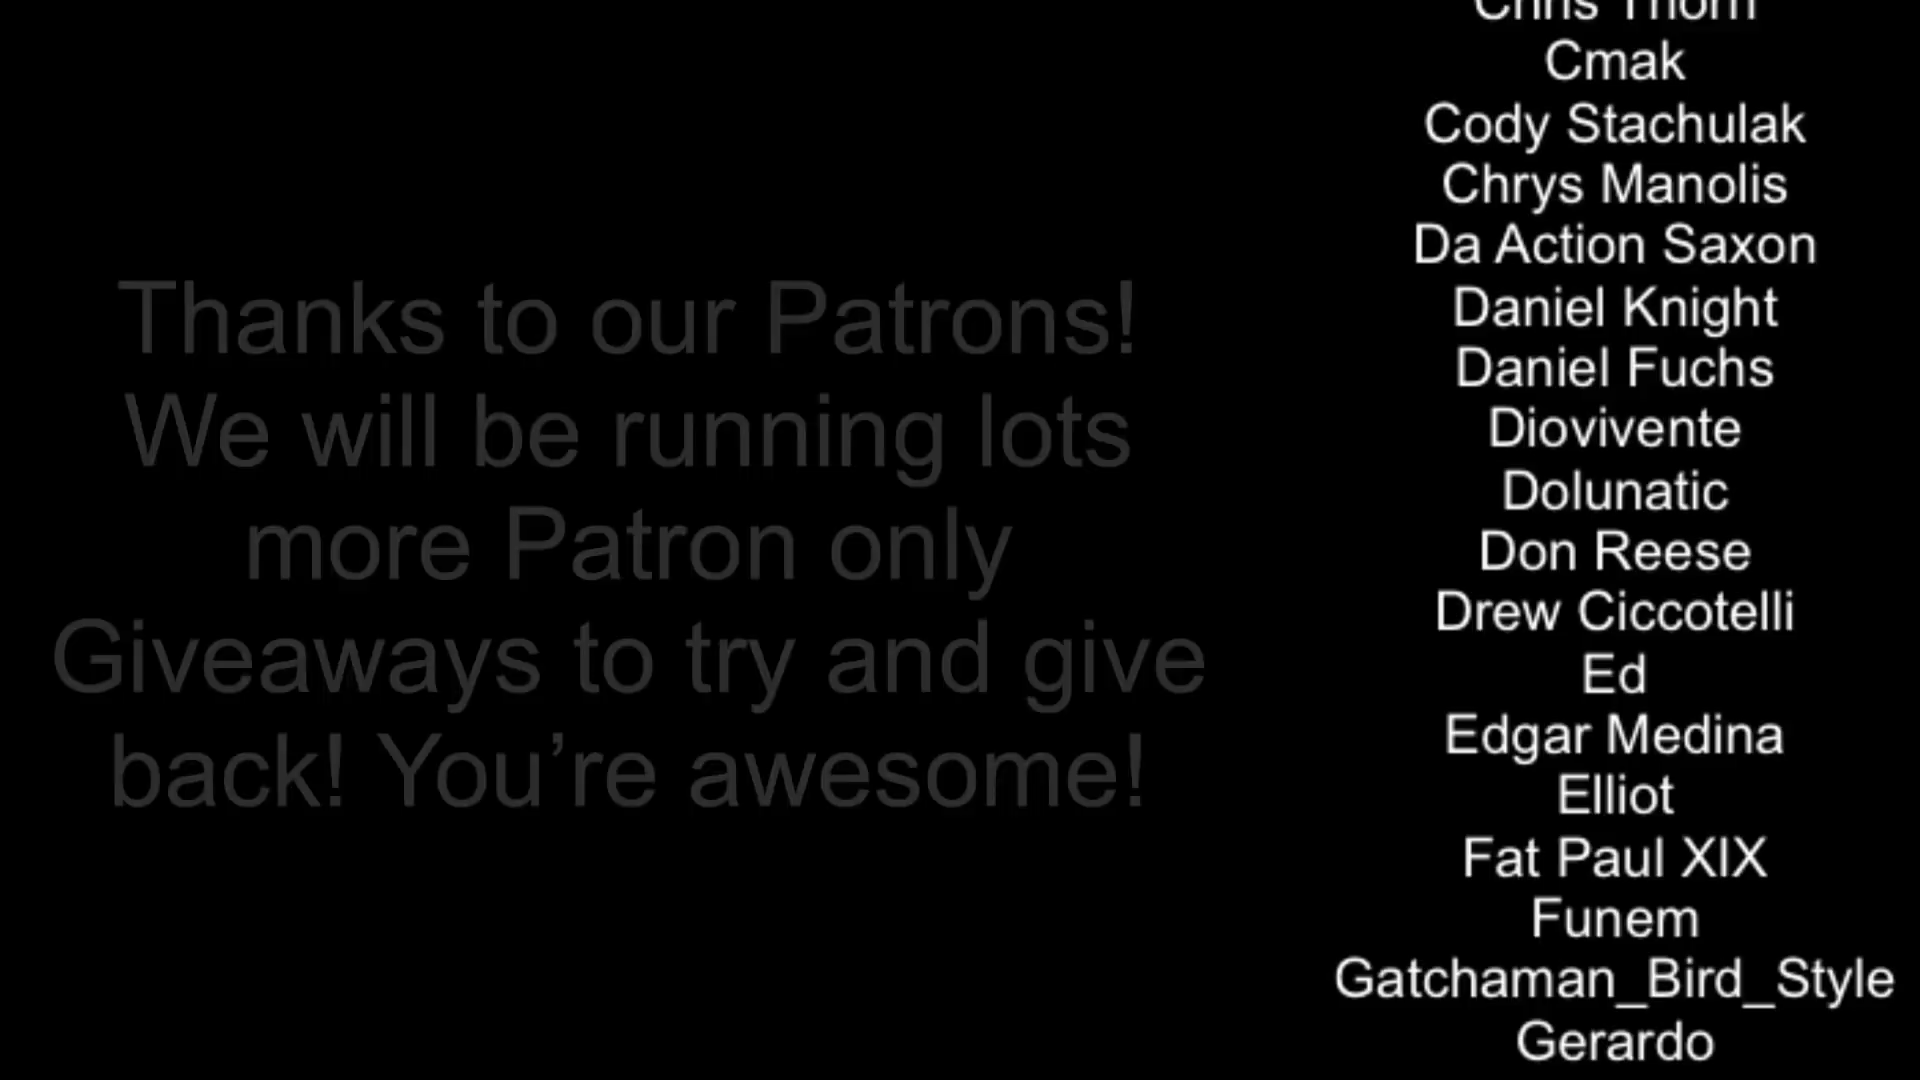 Thanks to our Patrons!
We will be running lots
more Patron only
Giveaways to try and give
back! You’re awesome!
Chris Thorn
Cmak
Cody Stachulak
Chrys Manolis
Da Action Saxon
Daniel Knight
Daniel Fuchs
Diovivente
Dolunatic
Don Reese
Drew Ciccotelli
Ed
Edgar Medina
Elliot
Fat Paul XIX
Funem
Gatchaman_Bird_Style
Gerardo